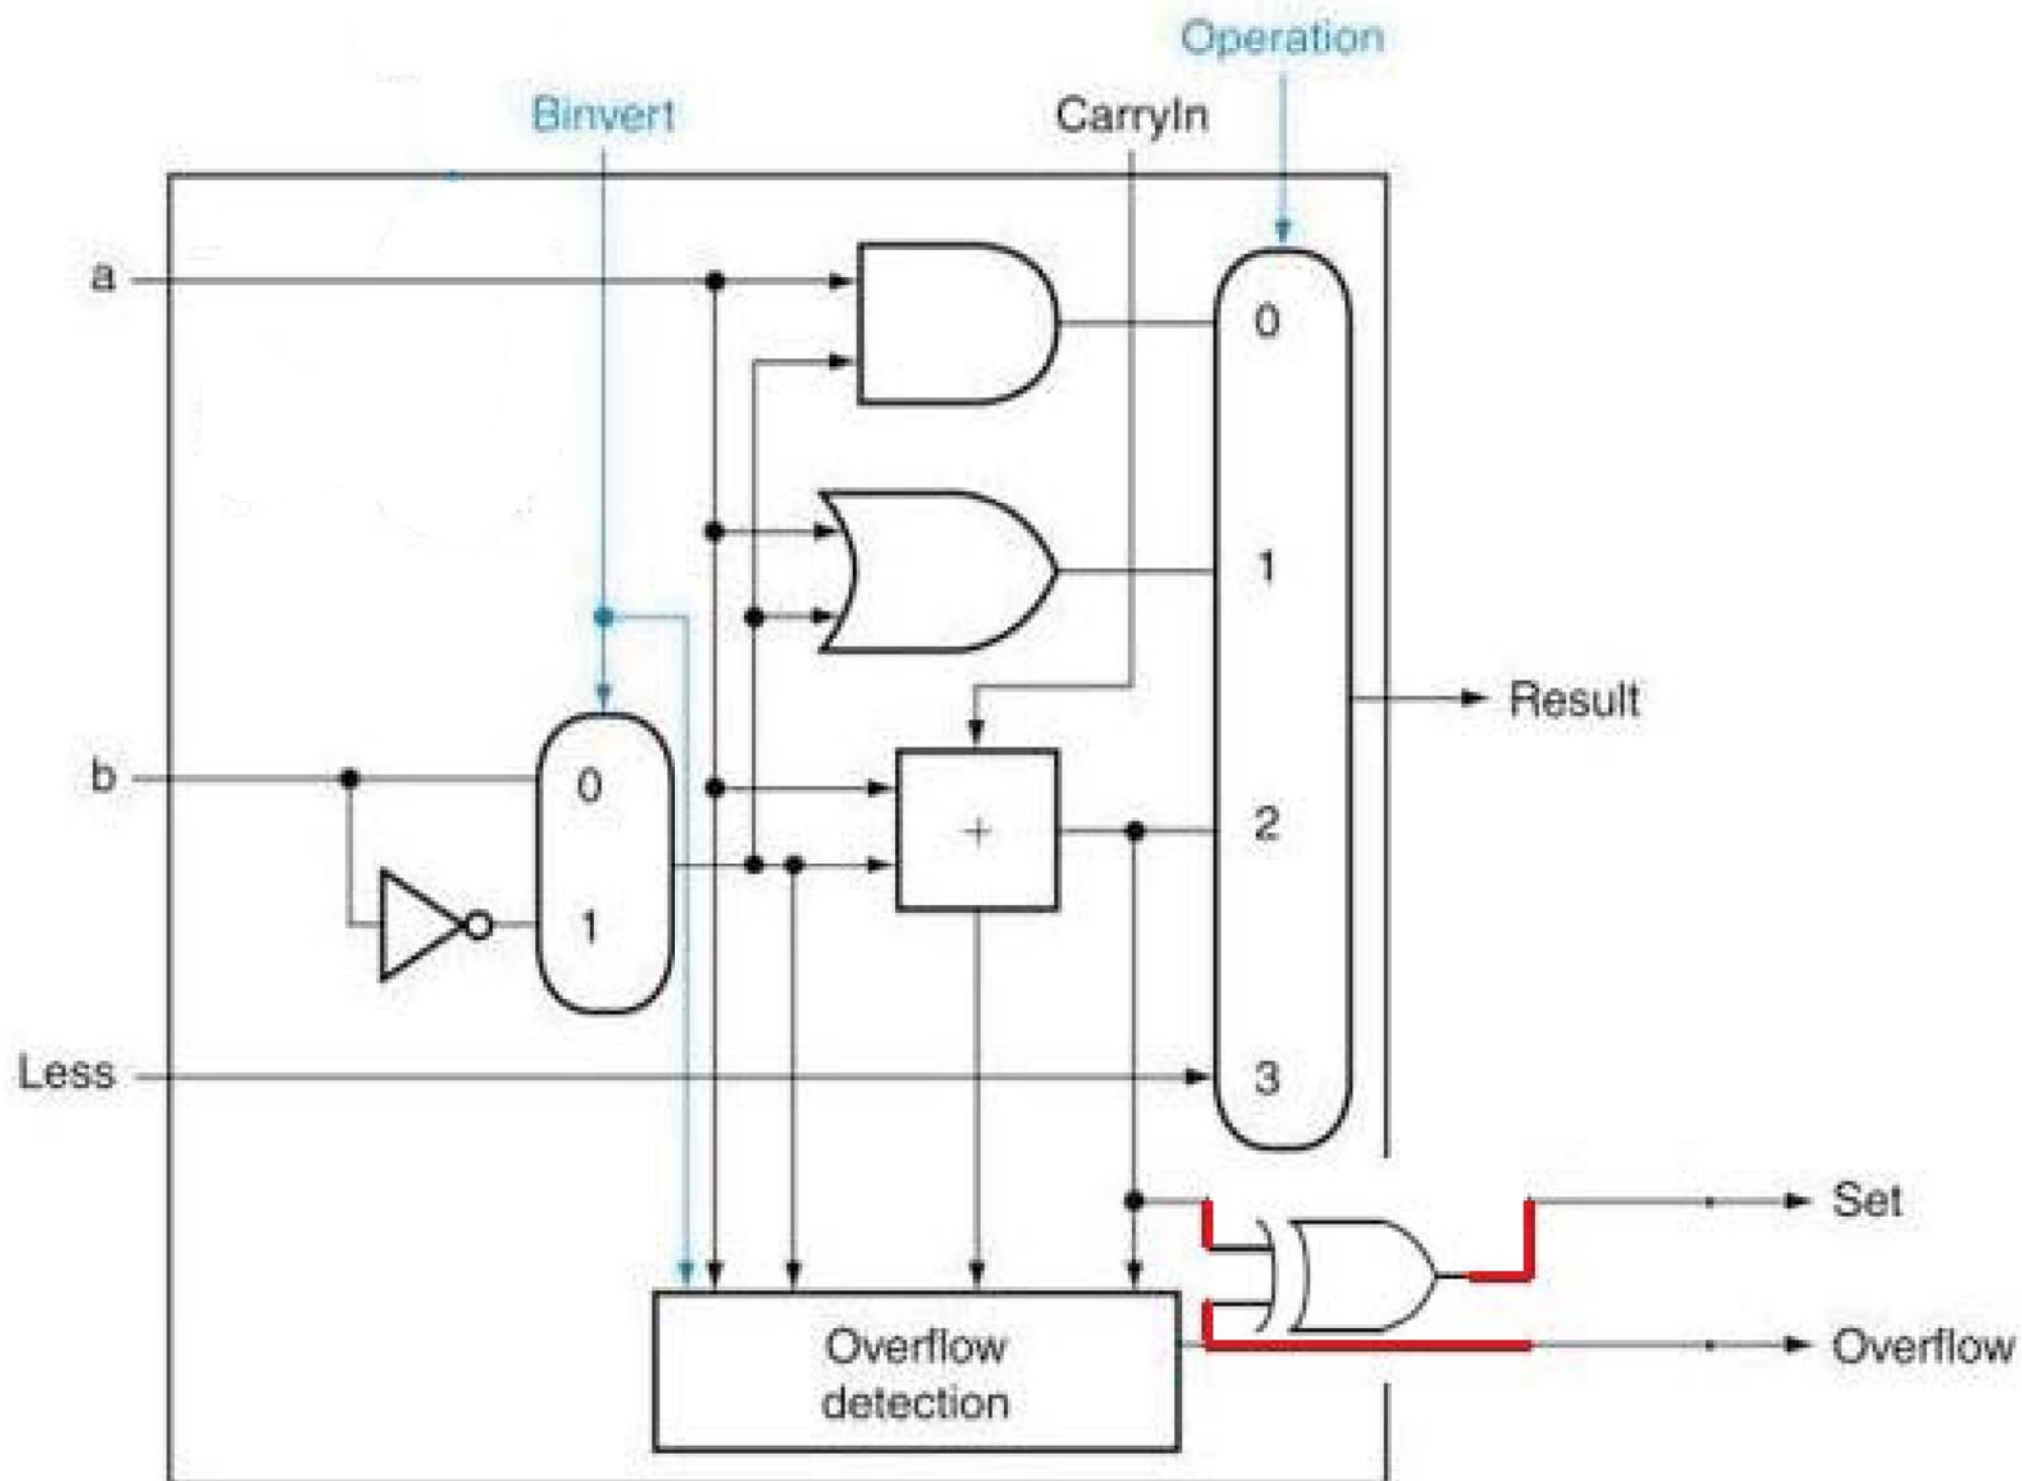 Operation
Binvert
CarryIn
a
0
1
Result
b
0
+
2
1
Less
3
Set
Overflow
detection
Overflow